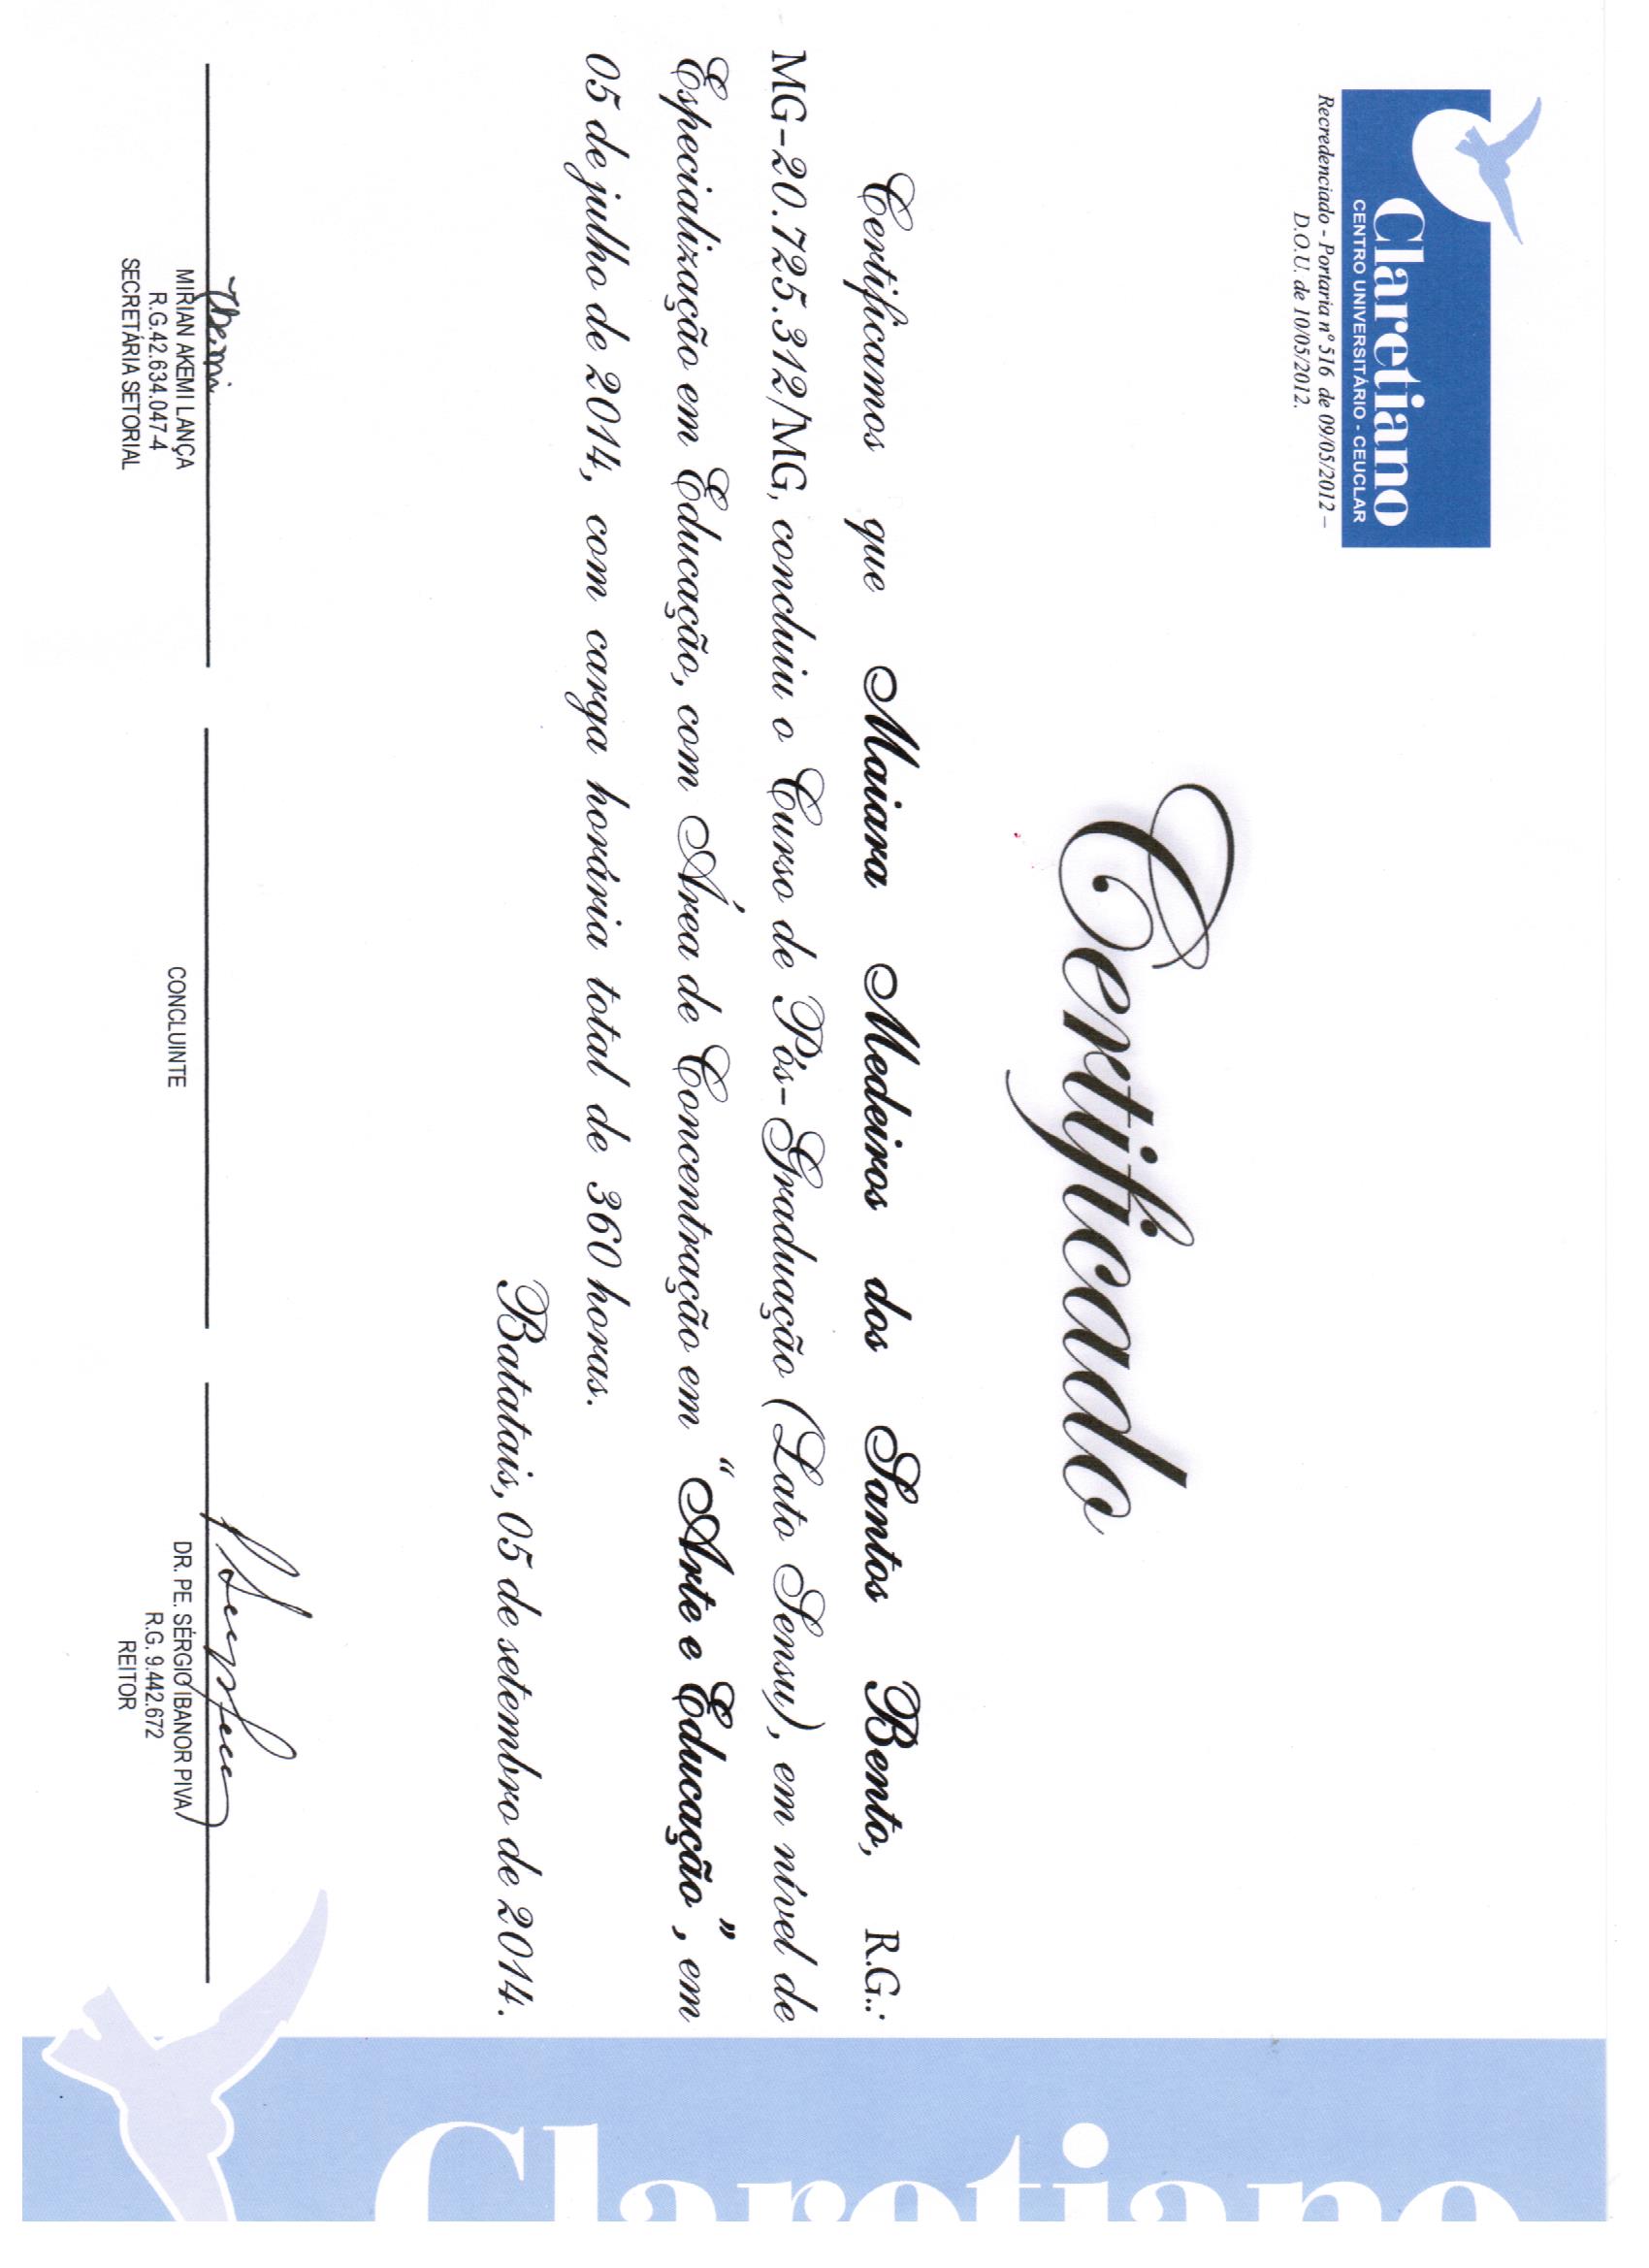 Claretiano
CENTRO UNIVERSITÁRIO - CEUCLAR
Recredenciado - Portaria nº 516 de 09/05/2012 –
D.O.U. de 10/05/2012.
Certificado
Certificamos que Maiara Medeiros dos Santos Bento, R.G..:
MG-20.725.312/MG, concluiu o Curso de Pós-Graduação (Lato Sensu), em nível de
Especialização em Educação, com Área de Concentração em “Arte e Educação”, em
05 de julho de 2014, com carga horária total de 360 horas.
Batatais, 05 de setembro de 2014.
MIRIAN AKEMI LANÇA
R.G.42.634.047-4
SECRETÁRIA SETORIAL
CONCLUINTE
DR. PE. SÉRGIO IBANOR PIVA
R.G. 9.442.672
REITOR
Claretiano